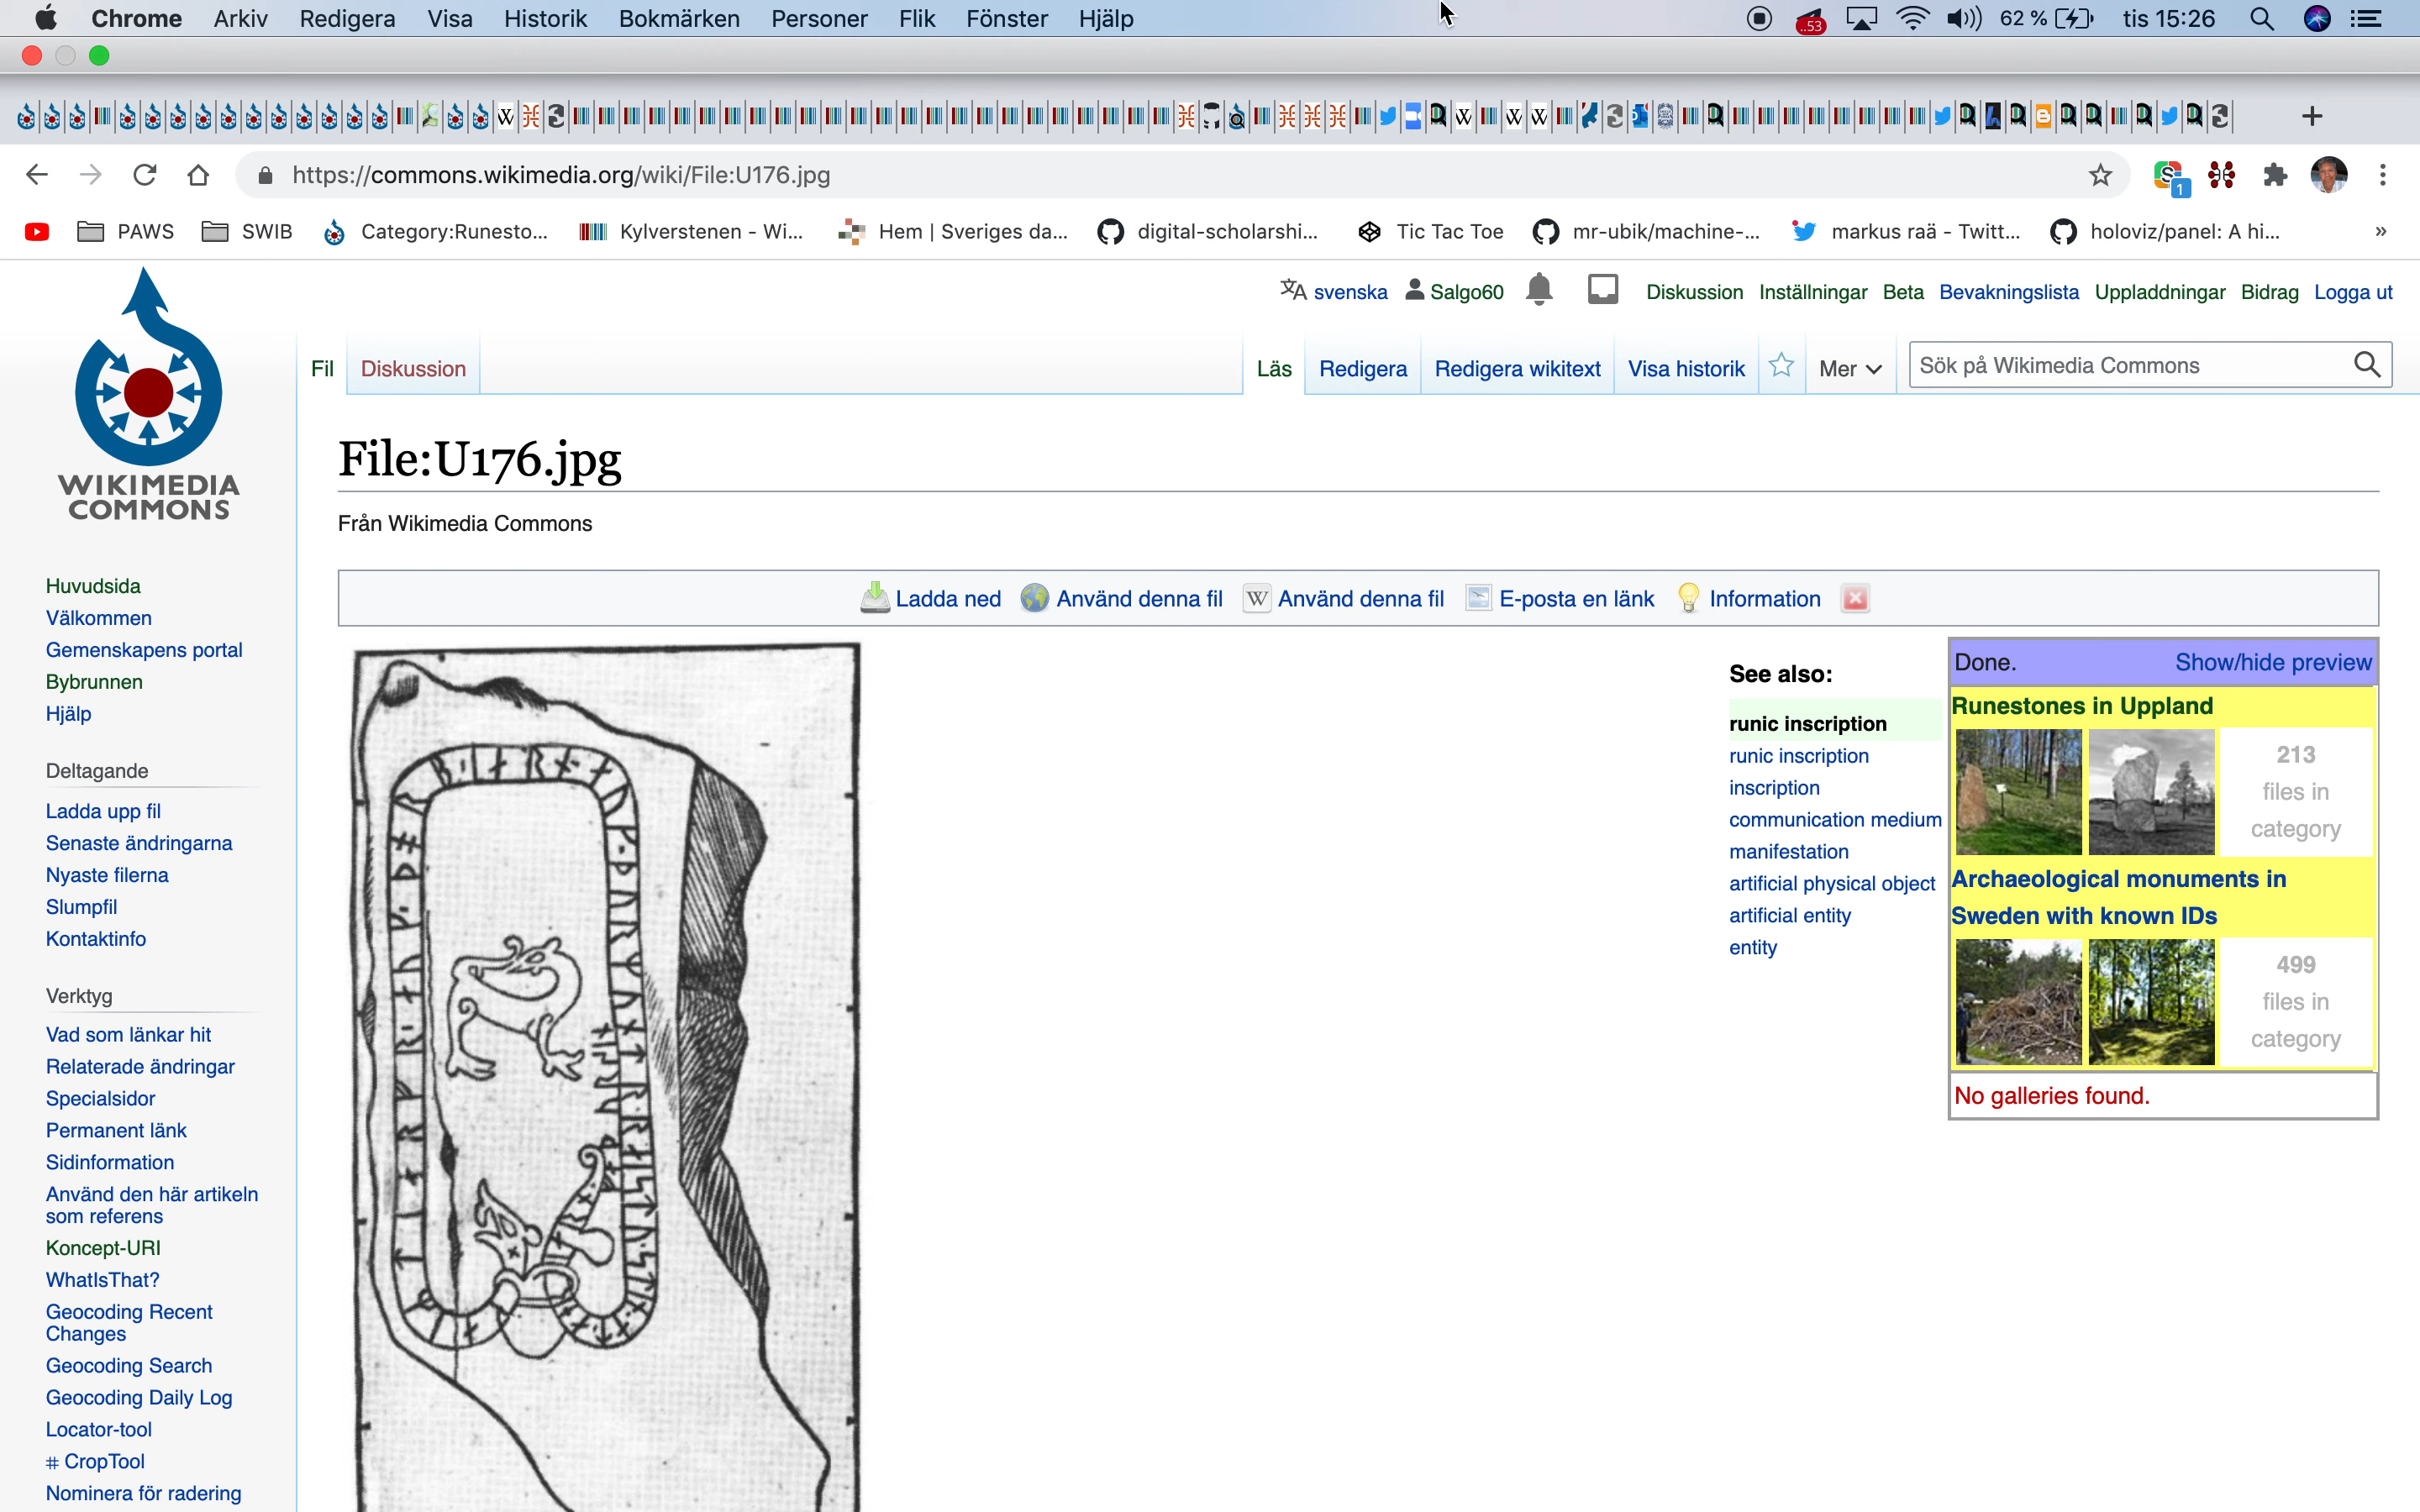 Chrome Arkiv Redigera Visa Historik Bokmärken Personer Flik Fönster Hjälp
..53 62 % tis 15:26
https://commons.wikimedia.org/wiki/File:U176.jpg
1
PAWS SWIB Category:Runesto... Kylverstenen - Wi... Hem | Sveriges da... digital-scholarshi... Tic Tac Toe mr-ubik/machine-... markus raä - Twitt... holoviz/panel: A hi... »
svenska Salgo60 Diskussion Inställningar Beta Bevakningslista Uppladdningar Bidrag Logga ut
Fil Diskussion Läs Redigera Redigera wikitext Visa historik Mer Sök på Wikimedia Commons
WIKIMEDIA
COMMONS
File:U176.jpg
Från Wikimedia Commons
Ladda ned Använd denna fil W Använd denna fil E-posta en länk Information
Huvudsida
Välkommen
Gemenskapens portal
Bybrunnen
Hjälp
Deltagande
Ladda upp fil
Senaste ändringarna
Nyaste filerna
Slumpfil
Kontaktinfo
Verktyg
Vad som länkar hit
Relaterade ändringar
Specialsidor
Permanent länk
Sidinformation
Använd den här artikeln
som referens
Koncept-URI
WhatIsThat?
Geocoding Recent
Changes
Geocoding Search
Geocoding Daily Log
Locator-tool
# CropTool
Nominera för radering
See also:
runic inscription
runic inscription
inscription
communication medium
manifestation
artificial physical object
artificial entity
entity
Done. Show/hide preview
Runestones in Uppland
213
files in
category
Archaeological monuments in
Sweden with known IDs
499
files in
category
No galleries found.